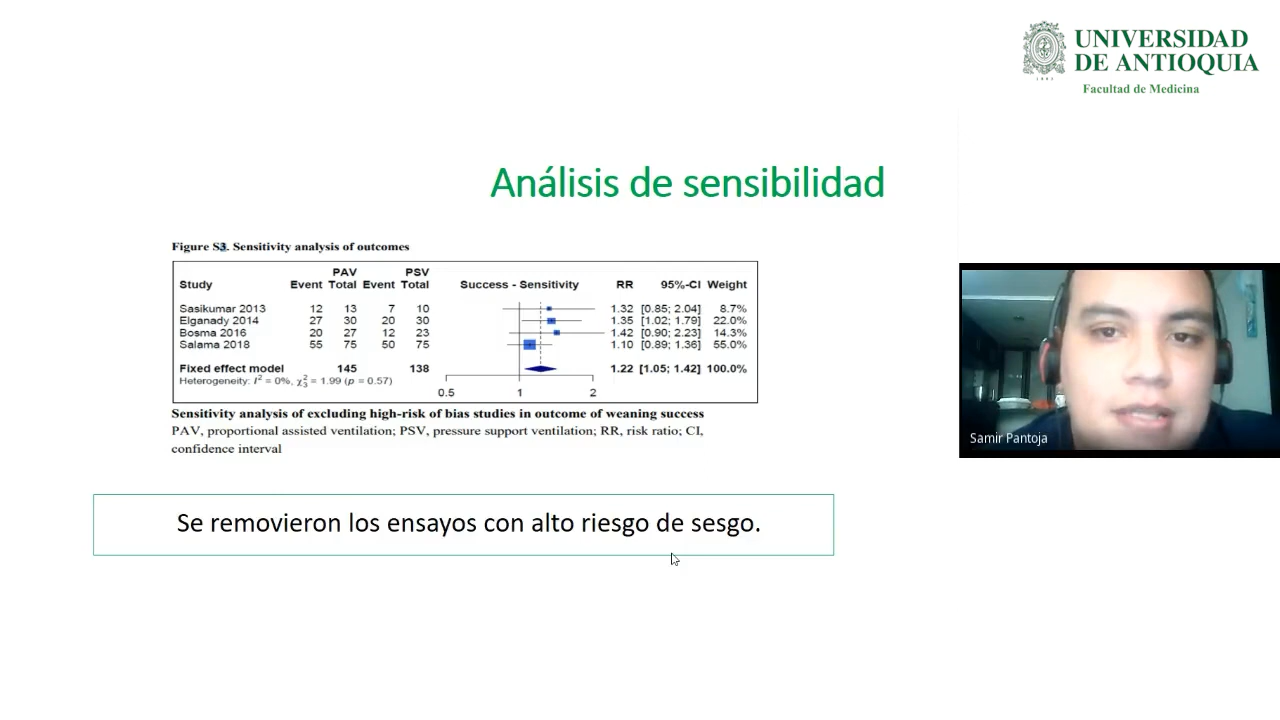 UNIVERSIDAD
DE ANTIOQUIA
1803
Facultad de Medicina
Análisis de sensibilidad
Figure S3. Sensitivity analysis of outcomes
PAV PSV
Study Event Total Event Total Success - Sensitivity RR 95%-CI Weight
Sasikumar 2013 12 13 7 10 1.32 [0.85; 2.04] 8.7%
Elganady 2014 27 30 20 30 1.35 [1.02; 1.79] 22.0%
Bosma 2016 20 27 12 23 1.42 [0.90; 2.23] 14.3%
Salama 2018 55 75 50 75 1.10 [0.89; 1.36] 55.0%
Fixed effect model 145 138 1.22 [1.05; 1.42] 100.0%
Heterogeneity: I² = 0%, χ²₃ = 1.99 (p = 0.57)
0.5 1 2
Sensitivity analysis of excluding high-risk of bias studies in outcome of weaning success
PAV, proportional assisted ventilation; PSV, pressure support ventilation; RR, risk ratio; CI,
confidence interval
Samir Pantoja
Se removieron los ensayos con alto riesgo de sesgo.